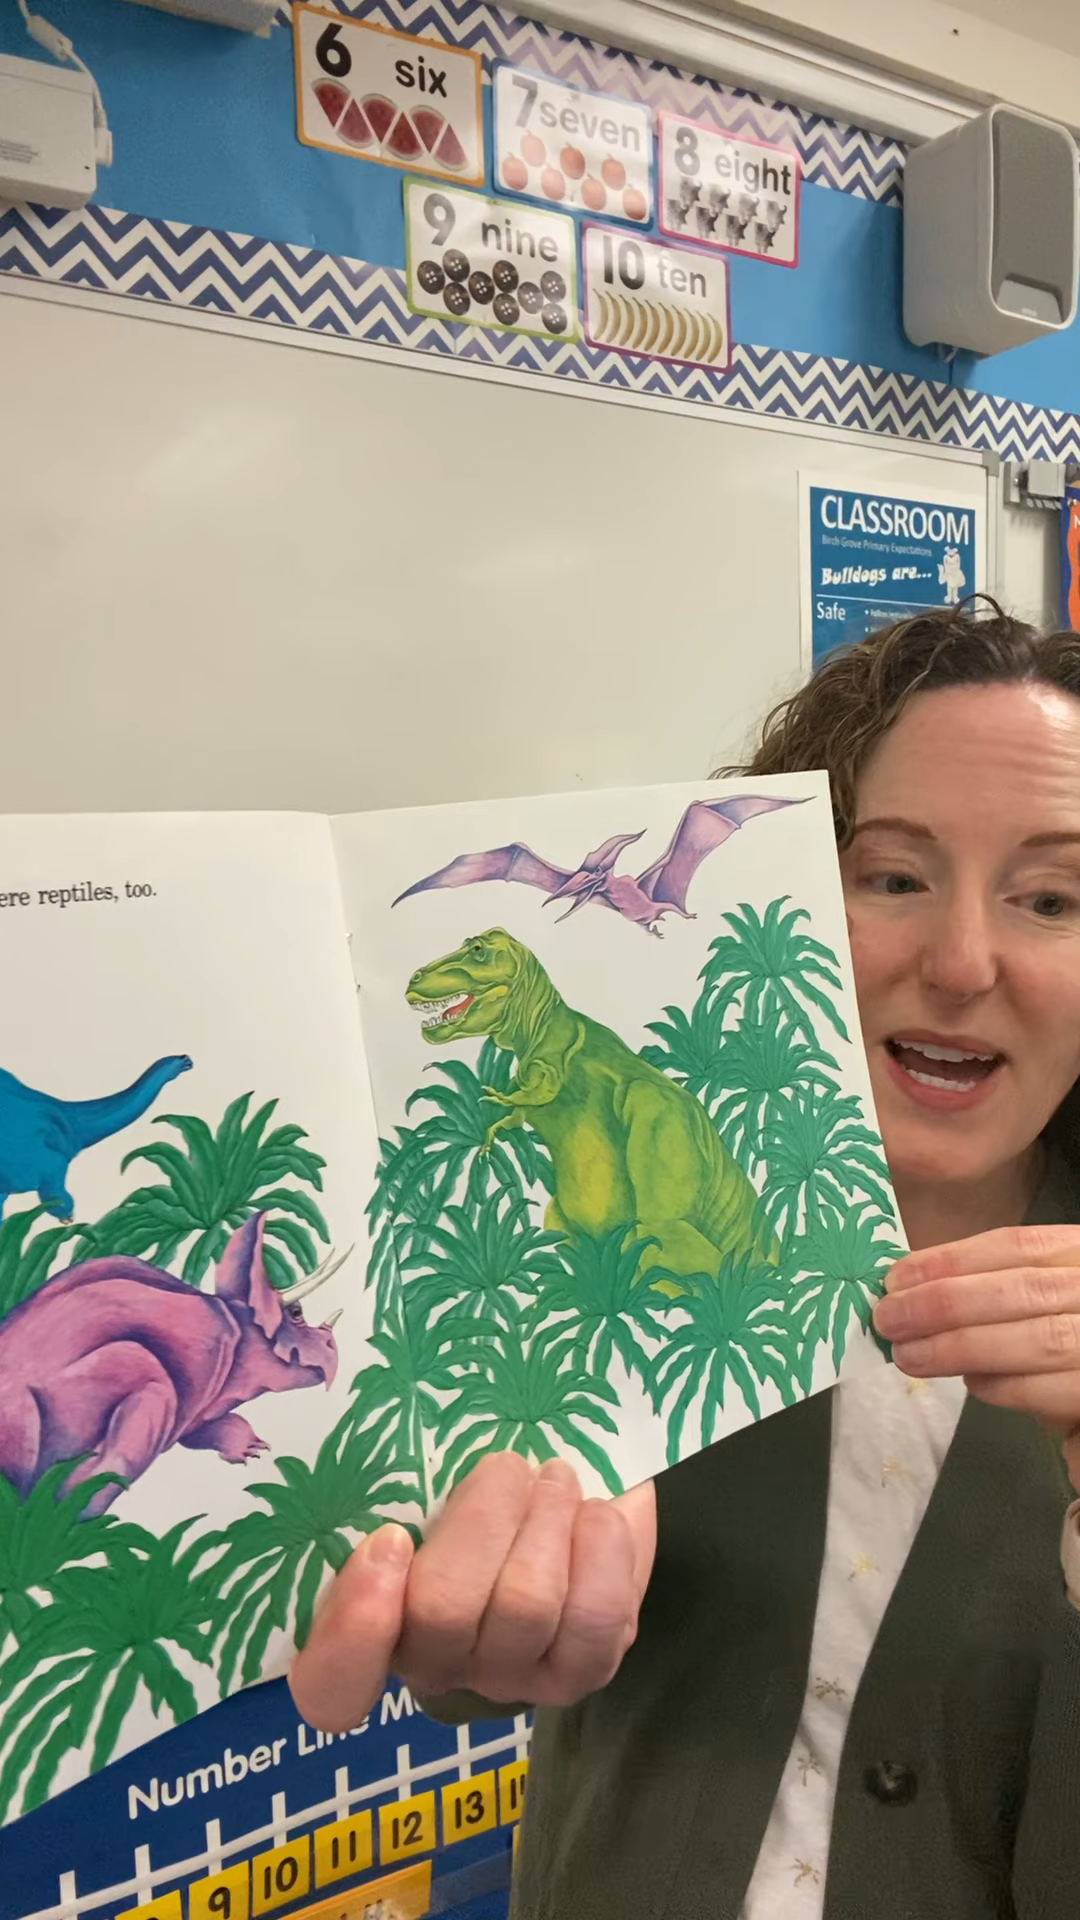 6 six
7 seven
8 eight
9 nine
10 ten
CLASSROOM
Birch Grove Primary Expectations
Bulldogs are...
Safe
ere reptiles, too.
Number Line M
9 10 11 12 13